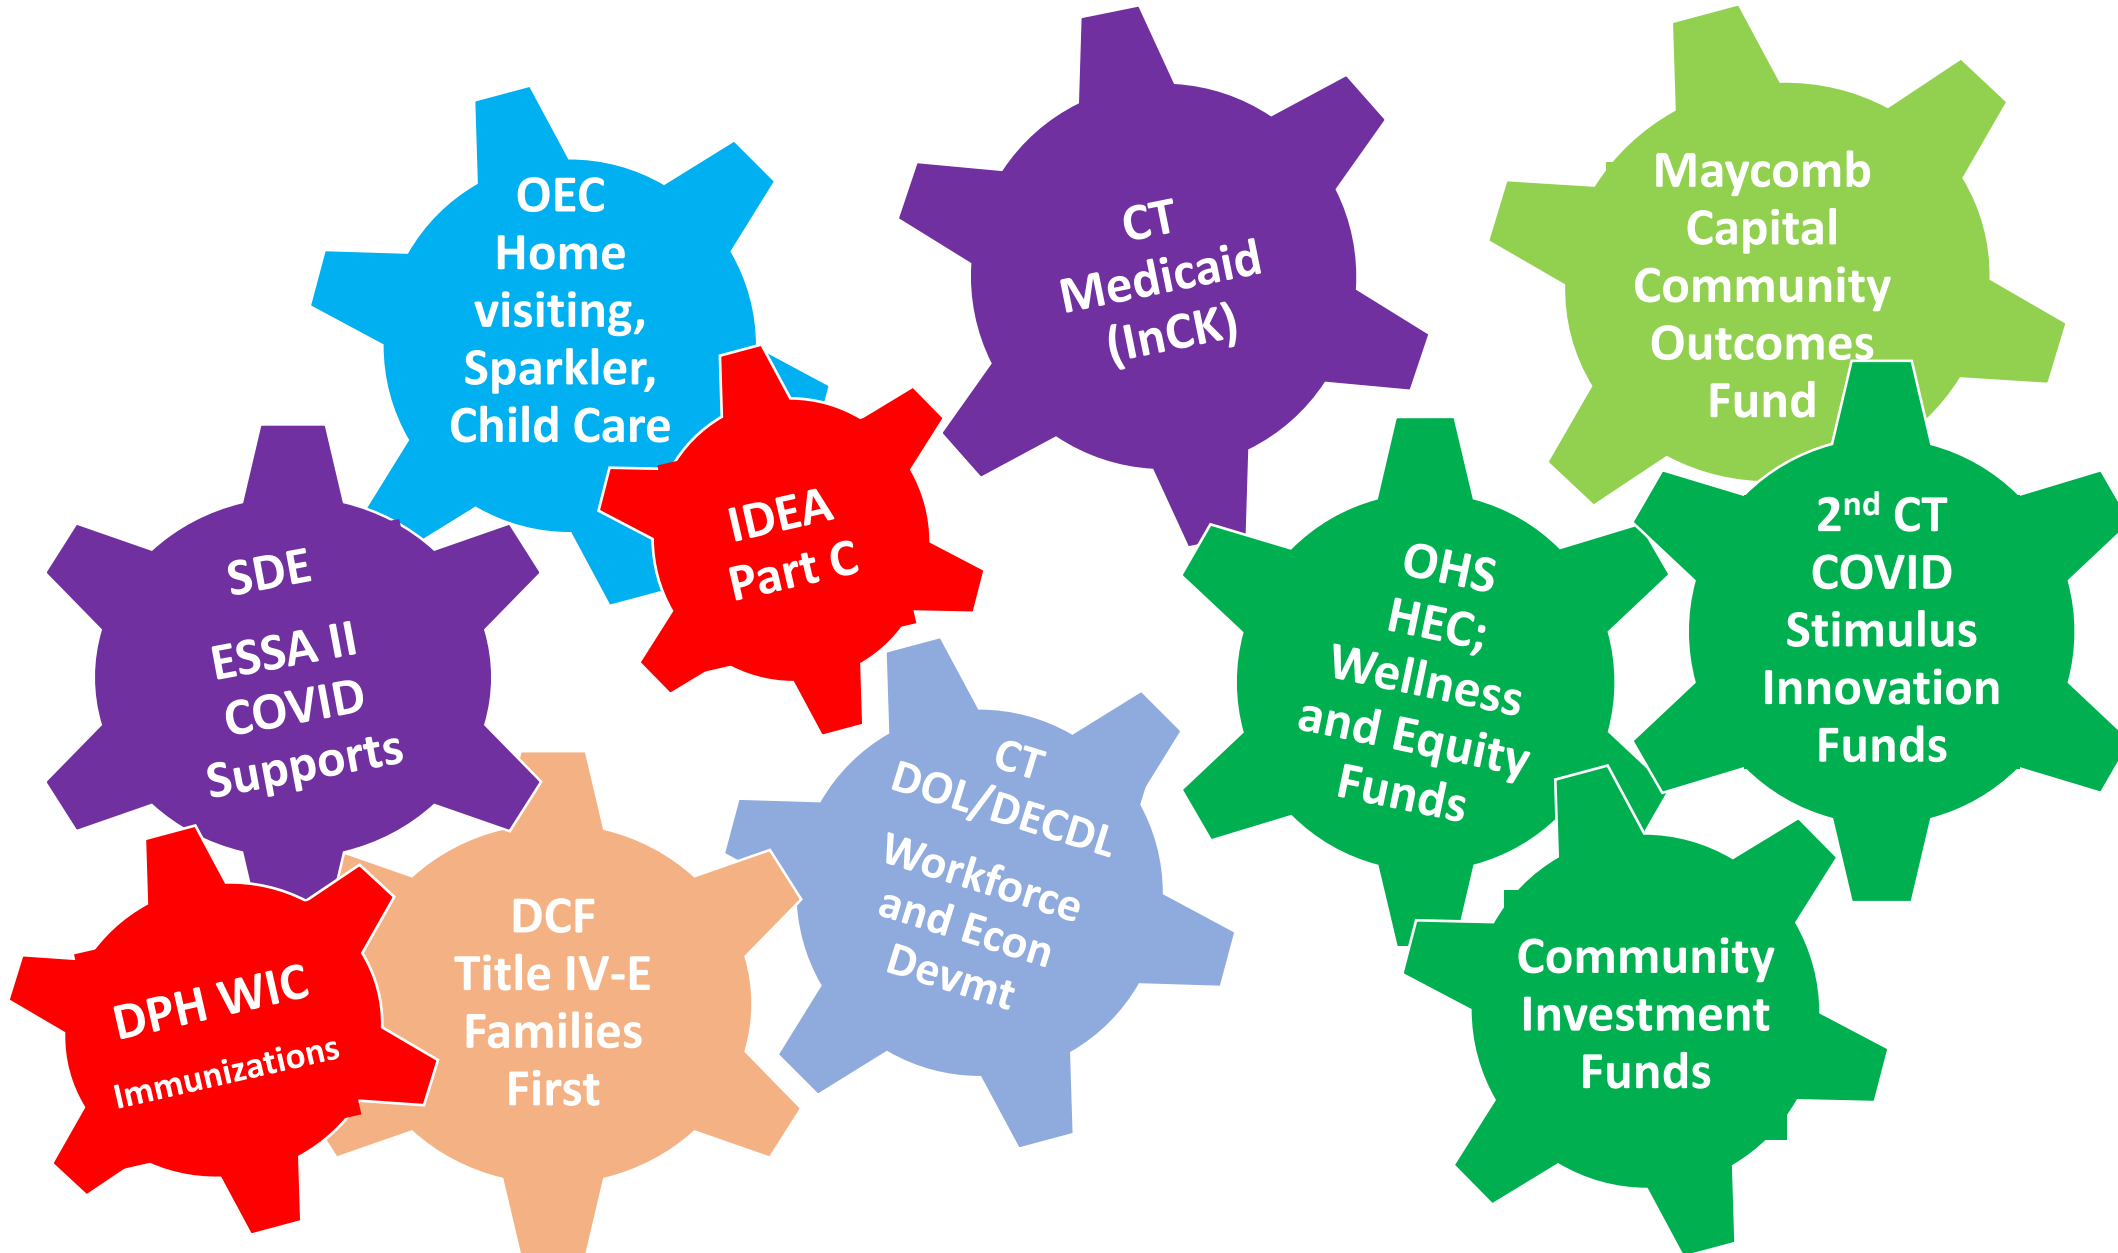 OEC
Home
visiting,
Sparkler,
Child Care
CT
Medicaid
(InCK)
Maycomb
Capital
Community
Outcomes
Fund
IDEA
Part C
SDE
ESSA II
COVID
Supports
OHS
HEC;
Wellness
and Equity
Funds
2nd CT
COVID
Stimulus
Innovation
Funds
CT
DOL/DECDL
Workforce
and Econ
Devmt
DPH WIC
Immunizations
DCF
Title IV-E
Families
First
Community
Investment
Funds